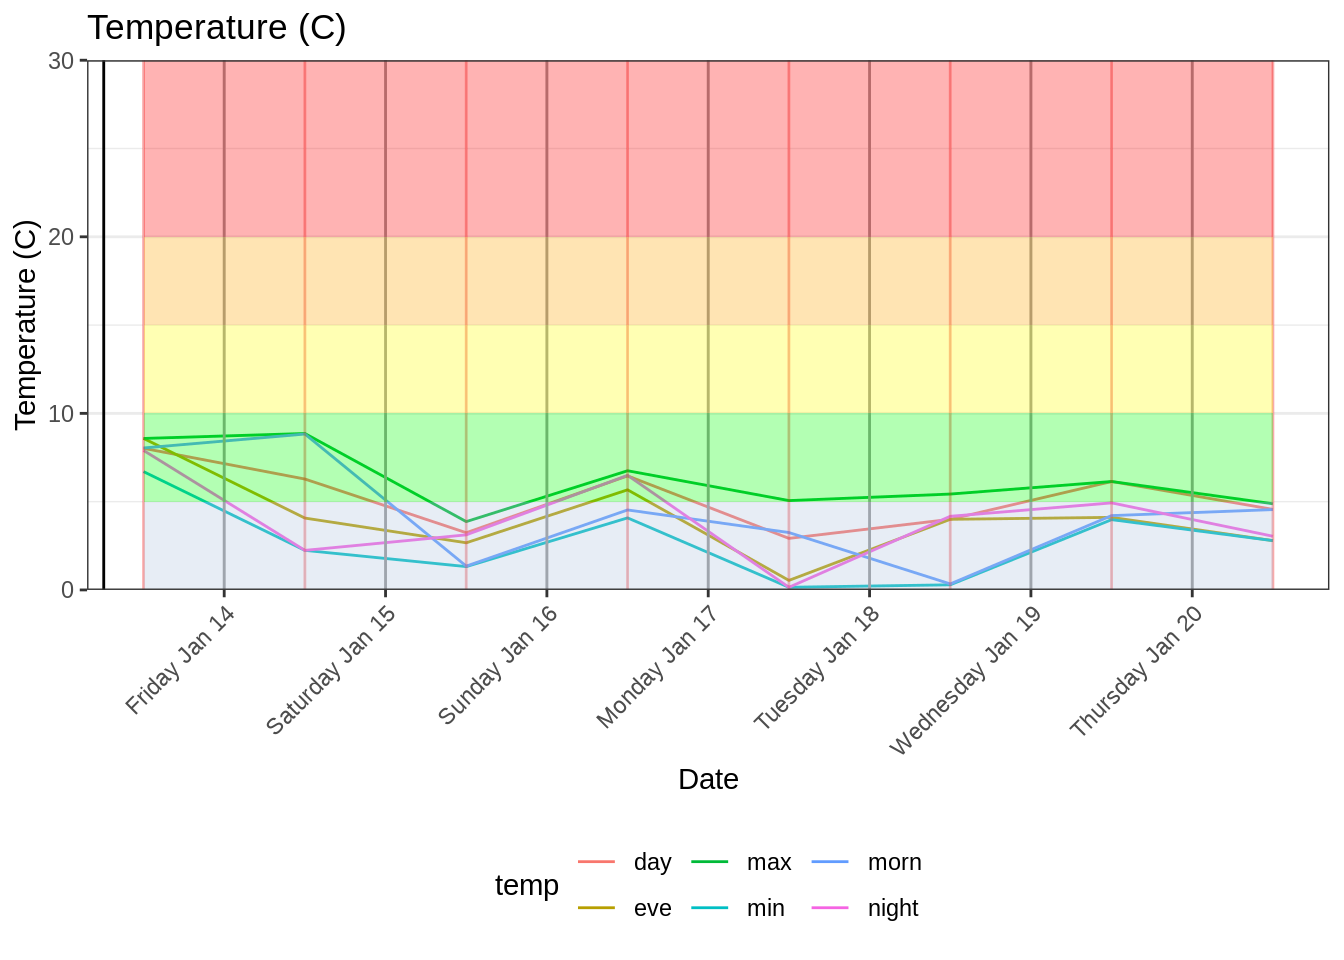 Temperature (C)
Temperature (C)
30
20
10
0
Friday Jan 14
Saturday Jan 15
Sunday Jan 16
Monday Jan 17
Tuesday Jan 18
Wednesday Jan 19
Thursday Jan 20
Date
temp
day
max
morn
eve
min
night